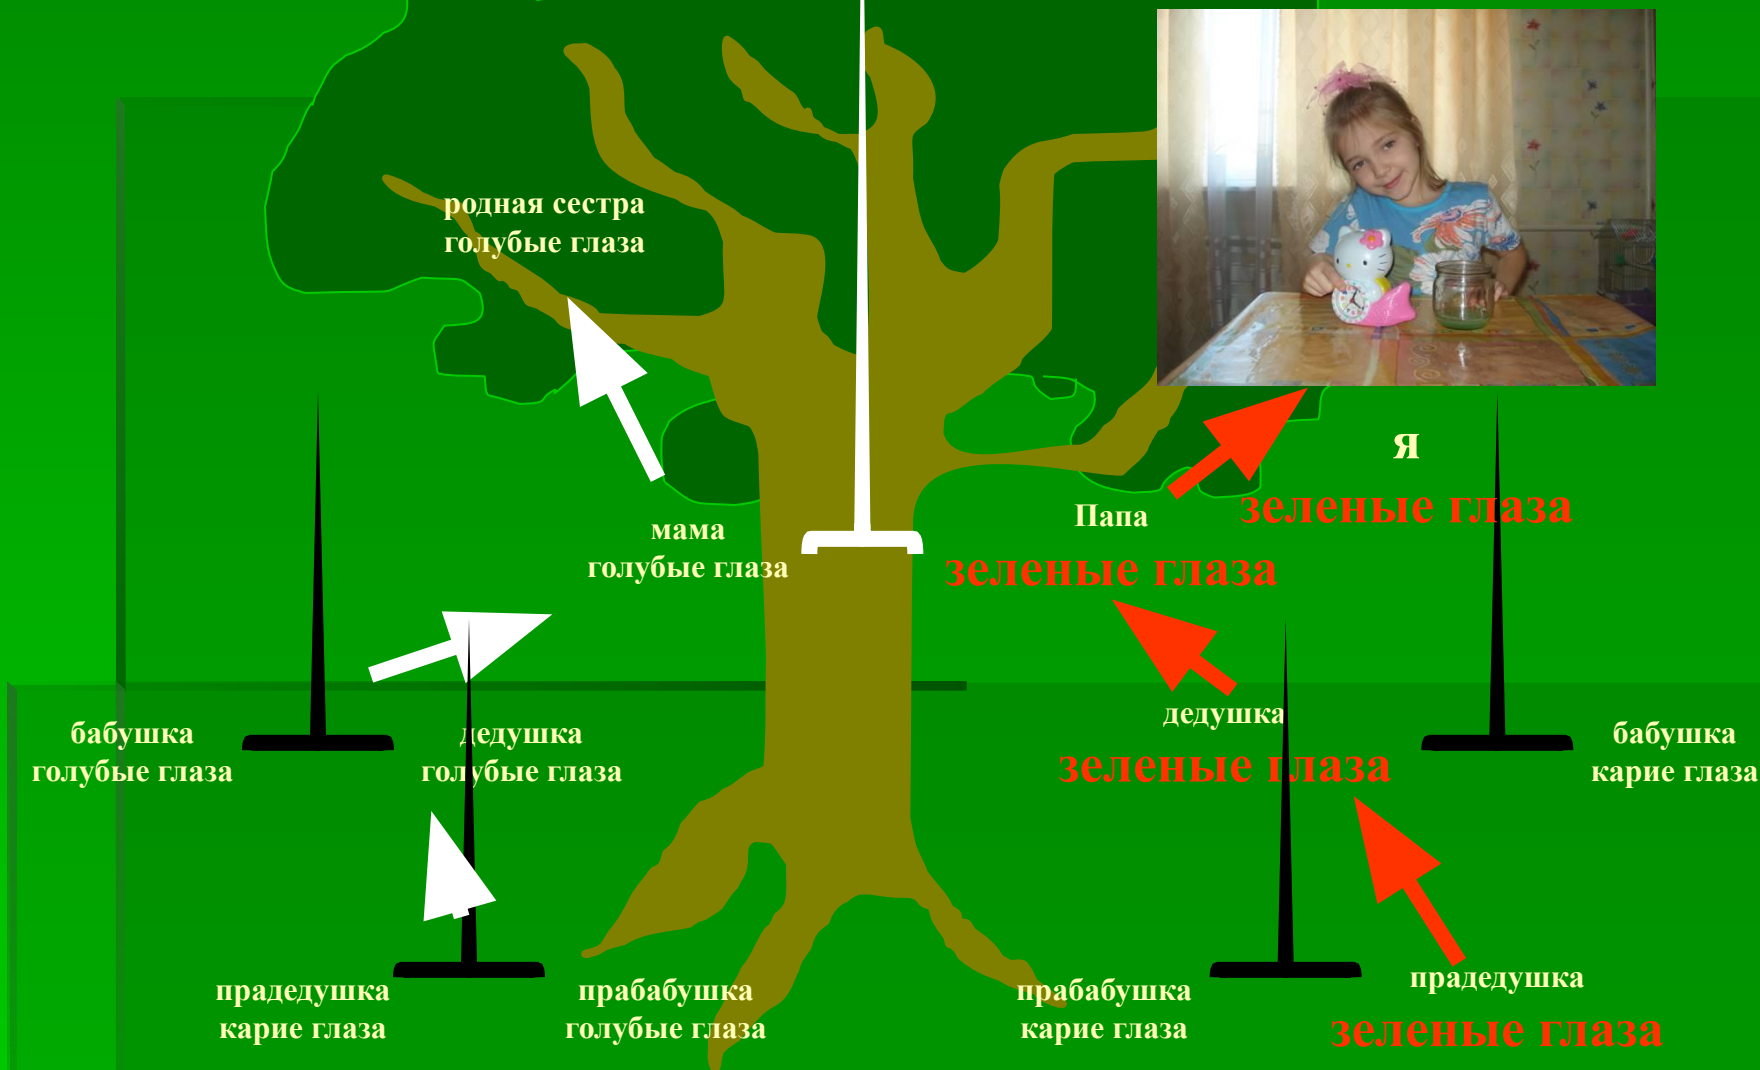 родная сестра
голубые глаза
я
зеленые глаза
Папа
зеленые глаза
мама
голубые глаза
бабушка
голубые глаза
дедушка
голубые глаза
дедушка
зеленые глаза
бабушка
карие глаза
прадедушка
карие глаза
прабабушка
голубые глаза
прабабушка
карие глаза
прадедушка
зеленые глаза